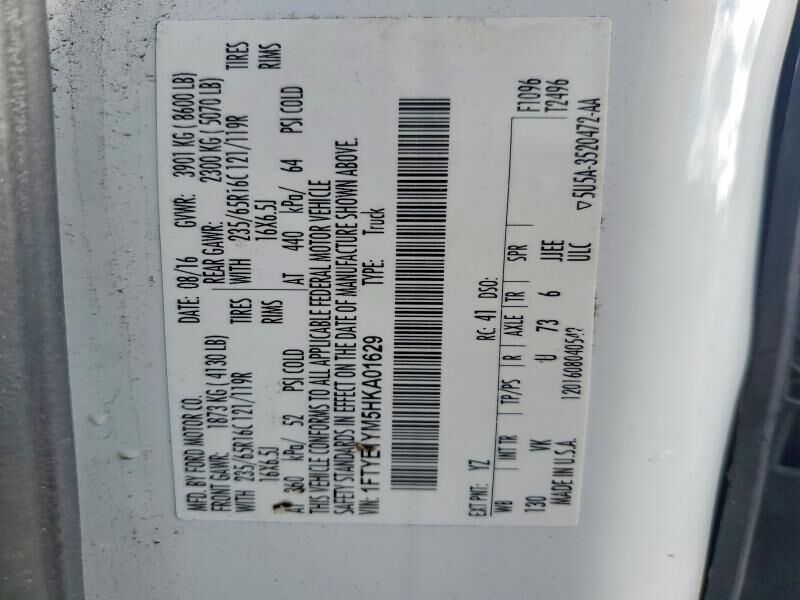 MFD. BY FORD MOTOR CO.
DATE: 08/16 GVWR: 3901 KG ( 8600 LB)
FRONT GAWR: 1873 KG ( 4130 LB) REAR GAWR: 2300 KG ( 5070 LB)
WITH 235/65R16C 121/119R TIRES WITH 235/65R16C 121/119R TIRES
16X6.5J RIMS 16X6.5J RIMS
AT 360 kPa/ 52 PSI COLD AT 440 kPa/ 64 PSI COLD
THIS VEHICLE CONFORMS TO ALL APPLICABLE FEDERAL MOTOR VEHICLE
SAFETY STANDARDS IN EFFECT ON THE DATE OF MANUFACTURE SHOWN ABOVE.
VIN: 1FTYE1YM5HKA01629 TYPE: Truck
EXT PNT: YZ RC: 41 DSO: F1096
WB INT TR TP/PS R AXLE TR SPR T2496
130 VK U 73 6 JJEE
MADE IN U.S.A. ULC
5U5A-3520472-AA